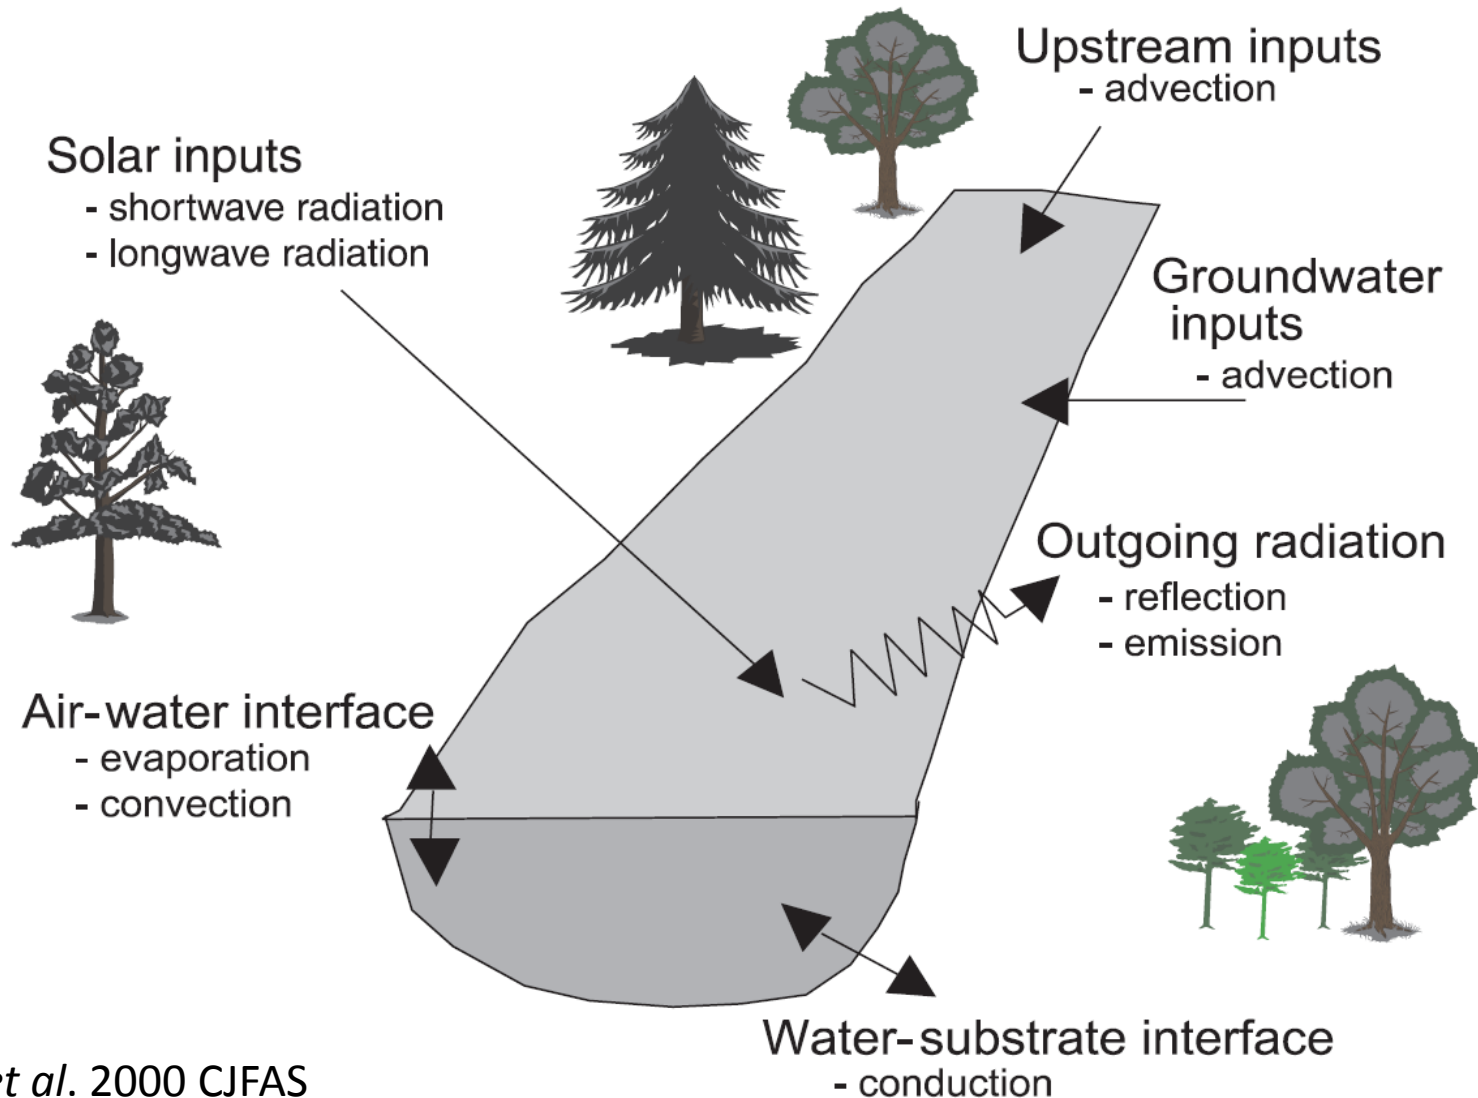 Upstream inputs
- advection
Solar inputs
- shortwave radiation
- longwave radiation
Groundwater
inputs
- advection
Outgoing radiation
- reflection
- emission
Air-water interface
- evaporation
- convection
Water-substrate interface
- conduction
et al. 2000 CJFAS